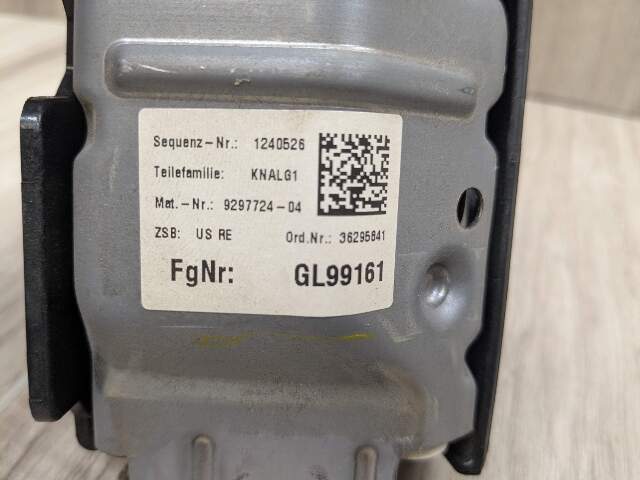 Sequenz-Nr.: 1240526
Teilefamilie: KNALG1
Mat.-Nr.: 9297724-04
ZSB: US RE Ord.Nr.: 36295841
FgNr: GL99161